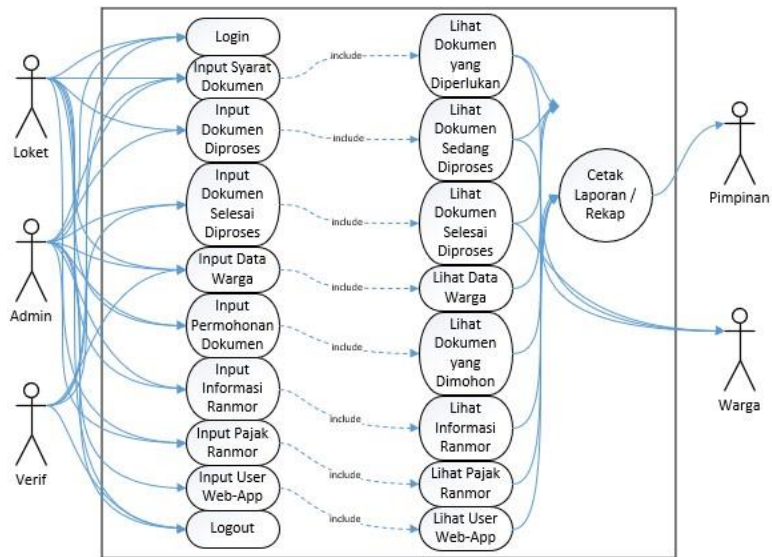 Loket
Admin
Verif
Login
Input Syarat
Dokumen
Input
Dokumen
Diproses
Input
Dokumen
Selesai
Diproses
Input Data
Warga
Input
Permohonan
Dokumen
Input
Informasi
Ranmor
Input Pajak
Ranmor
Input User
Web-App
Logout
include
include
include
include
include
include
include
include
Lihat
Dokumen
yang
Diperlukan
Lihat
Dokumen
Sedang
Diproses
Lihat
Dokumen
Selesai
Diproses
Lihat Data
Warga
Lihat
Dokumen
yang
Dimohon
Lihat
Informasi
Ranmor
Lihat Pajak
Ranmor
Lihat User
Web-App
Cetak
Laporan /
Rekap
Pimpinan
Warga